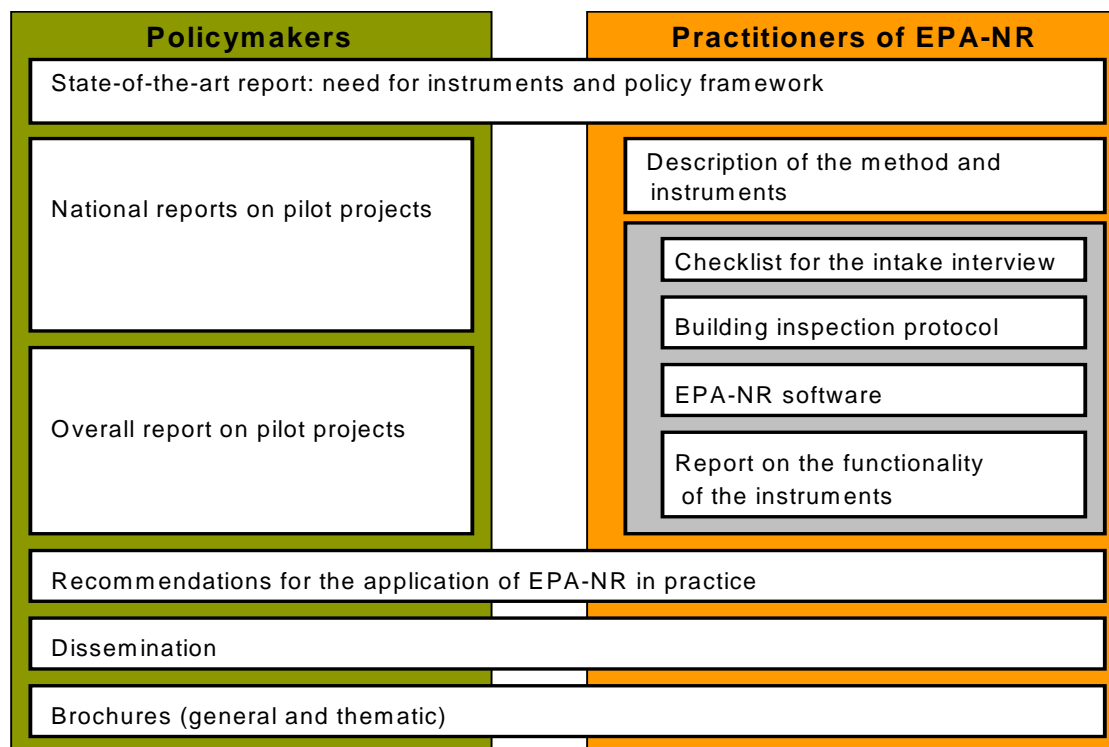 Policymakers
Practitioners of EPA-NR
State-of-the-art report: need for instruments and policy framework
National reports on pilot projects
Overall report on pilot projects
Description of the method and
instruments
Checklist for the intake interview
Building inspection protocol
EPA-NR software
Report on the functionality
of the instruments
Recommendations for the application of EPA-NR in practice
Dissemination
Brochures (general and thematic)